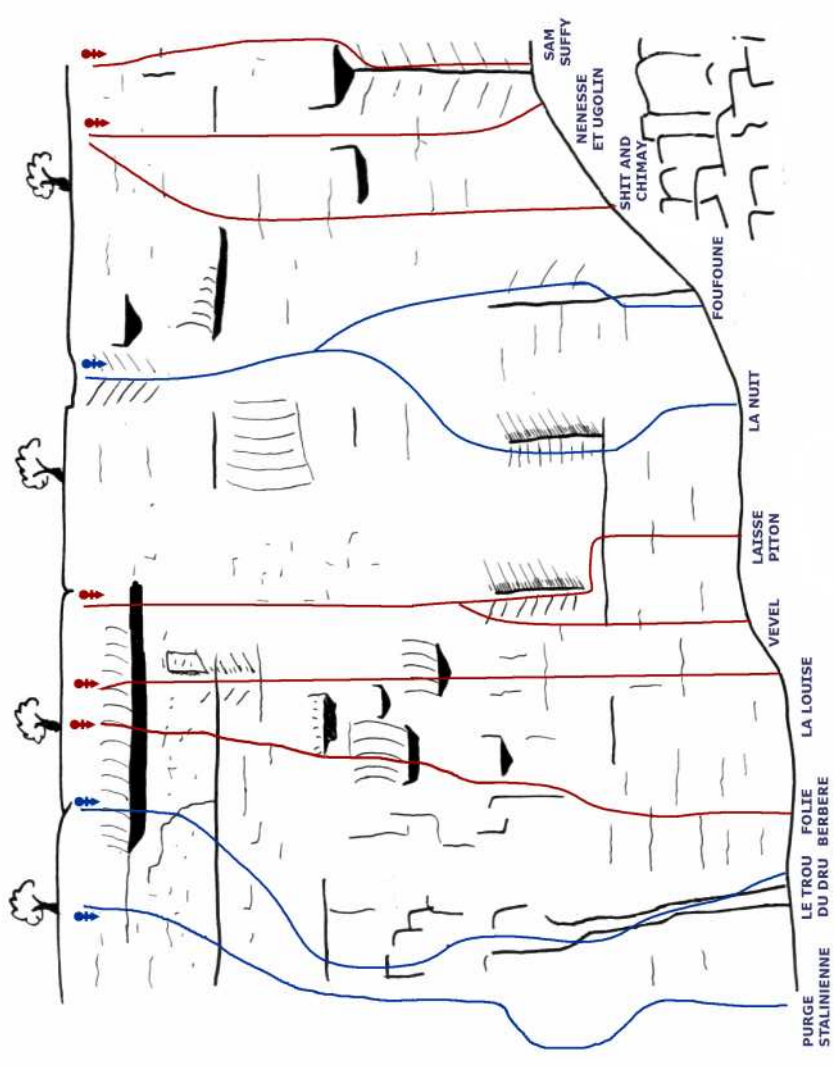 PURGE
STALINIENNE
LE TROU
DU DRU
FOLIE
BERBERE
LA LOUISE
VEVEL
LAISSE
PITON
LA NUIT
FOUFOUNE
SHIT AND
CHIMAY
NENESSE
ET UGOLIN
SAM
SUFFY